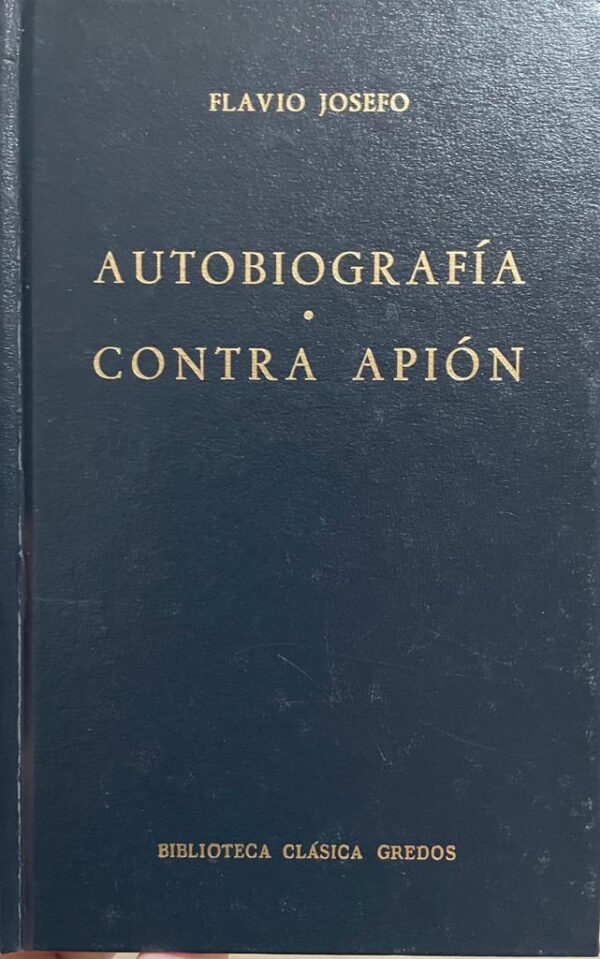 FLAVIO JOSEFO
AUTOBIOGRAFÍA
•
CONTRA APIÓN
BIBLIOTECA CLÁSICA GREDOS